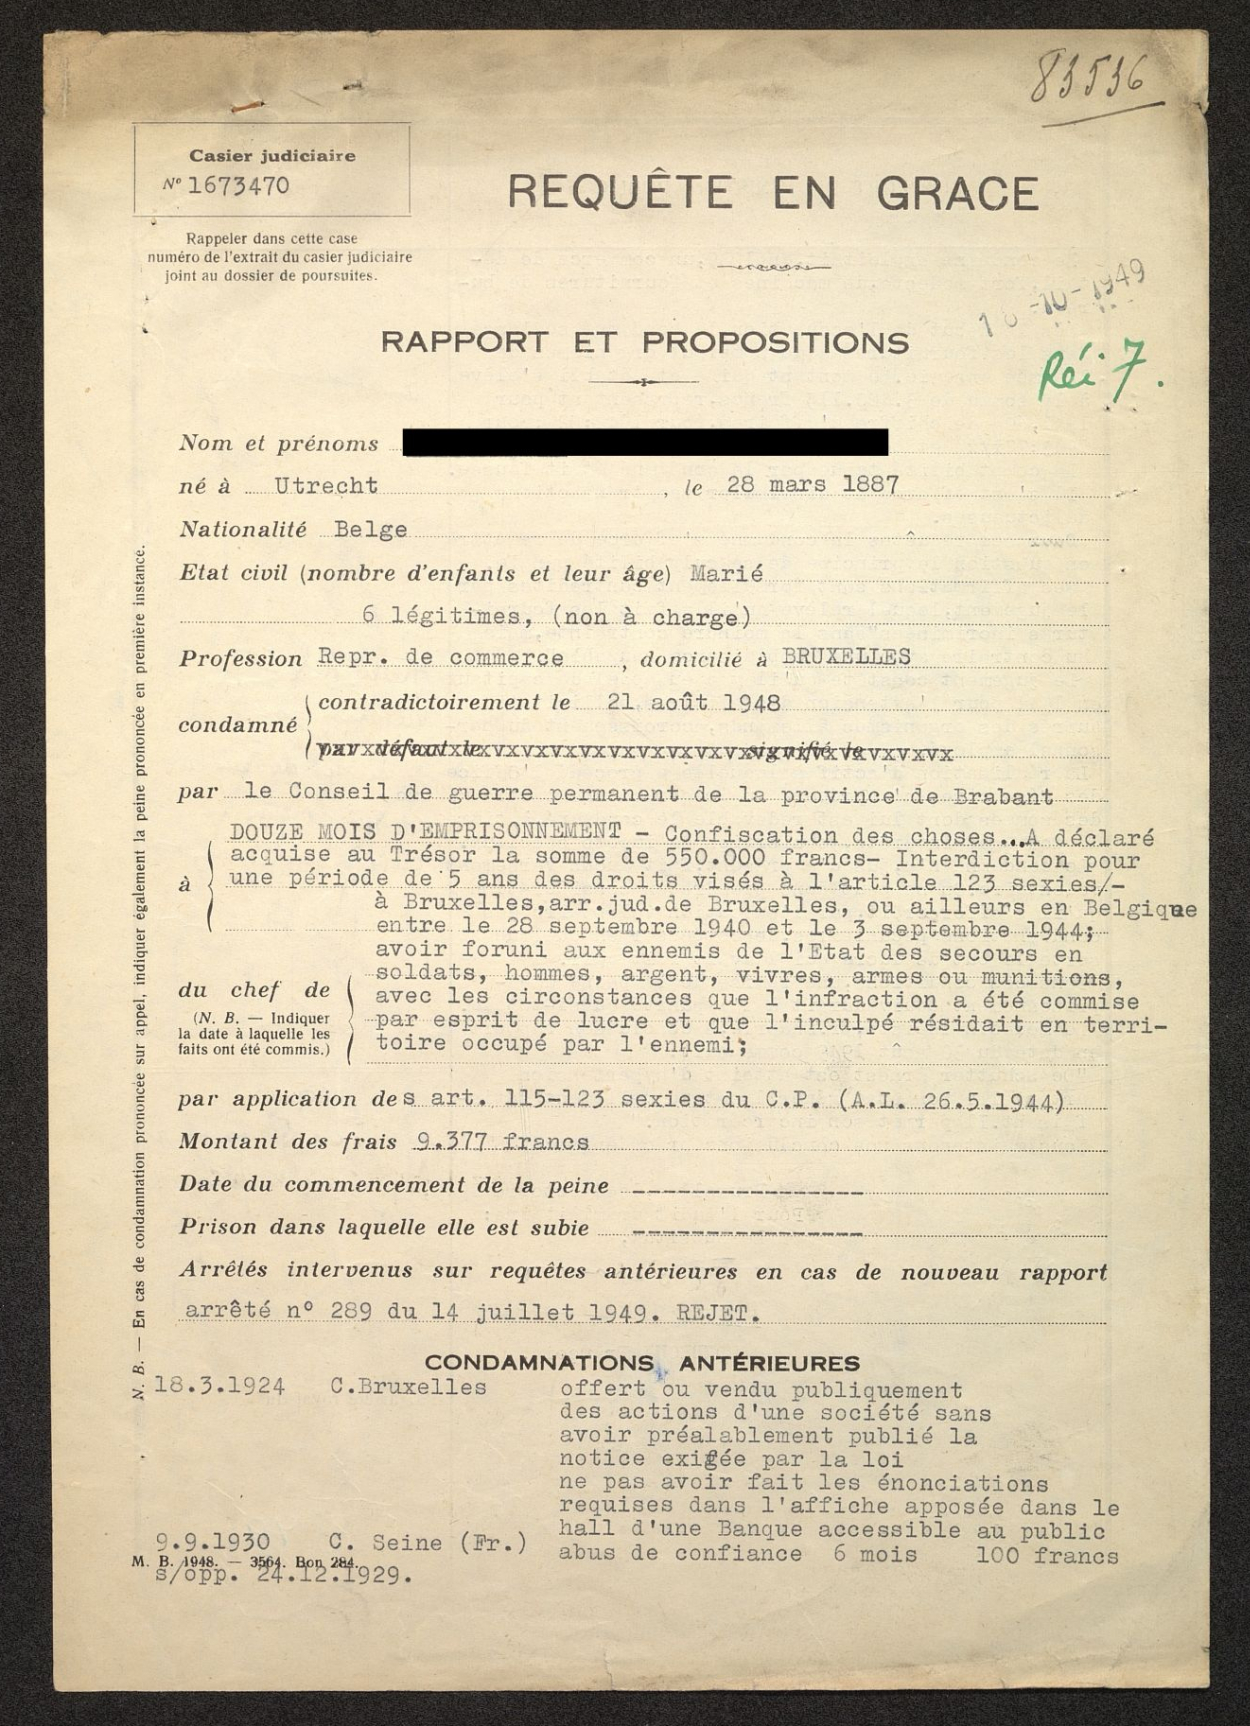 83536
Casier judiciaire
N° 1673470
Rappeler dans cette case
numéro de l'extrait du casier judiciaire
joint au dossier de poursuites.
REQUÊTE EN GRACE
-10-1949
RAPPORT ET PROPOSITIONS
Réi 7.
Nom et prénoms
né à Utrecht , le 28 mars 1887
Nationalité Belge
Etat civil (nombre d'enfants et leur âge) Marié
6 légitimes, (non à charge)
Profession Repr. de commerce , domicilié à BRUXELLES
condamné
contradictoirement le 21 août 1948
par défaut le signifié le
par le Conseil de guerre permanent de la province de Brabant
à
DOUZE MOIS D'EMPRISONNEMENT - Confiscation des choses...A déclaré
acquise au Trésor la somme de 550.000 francs- Interdiction pour
une période de 5 ans des droits visés à l'article 123 sexies/-
à Bruxelles,arr.jud.de Bruxelles, ou ailleurs en Belgique
entre le 28 septembre 1940 et le 3 septembre 1944;
du chef de
(N. B. — Indiquer
la date à laquelle les
faits ont été commis.)
avoir foruni aux ennemis de l'Etat des secours en
soldats, hommes, argent, vivres, armes ou munitions,
avec les circonstances que l'infraction a été commise
par esprit de lucre et que l'inculpé résidait en terri-
toire occupé par l'ennemi;
par application des art. 115-123 sexies du C.P. (A.L. 26.5.1944)
Montant des frais 9.377 francs
Date du commencement de la peine ----------------
Prison dans laquelle elle est subie ----------------
Arrêtés intervenus sur requêtes antérieures en cas de nouveau rapport
arrêté n° 289 du 14 juillet 1949. REJET.
CONDAMNATIONS ANTÉRIEURES
18.3.1924 C.Bruxelles offert ou vendu publiquement
des actions d'une société sans
avoir préalablement publié la
notice exigée par la loi
ne pas avoir fait les énonciations
requises dans l'affiche apposée dans le
hall d'une Banque accessible au public
9.9.1930 C. Seine (Fr.) abus de confiance 6 mois 100 francs
M. B. 1948. — 3564. Bon 284.
s/opp. 24.12.1929.
N. B. — En cas de condamnation prononcée sur appel, indiquer également la peine prononcée en première instance.